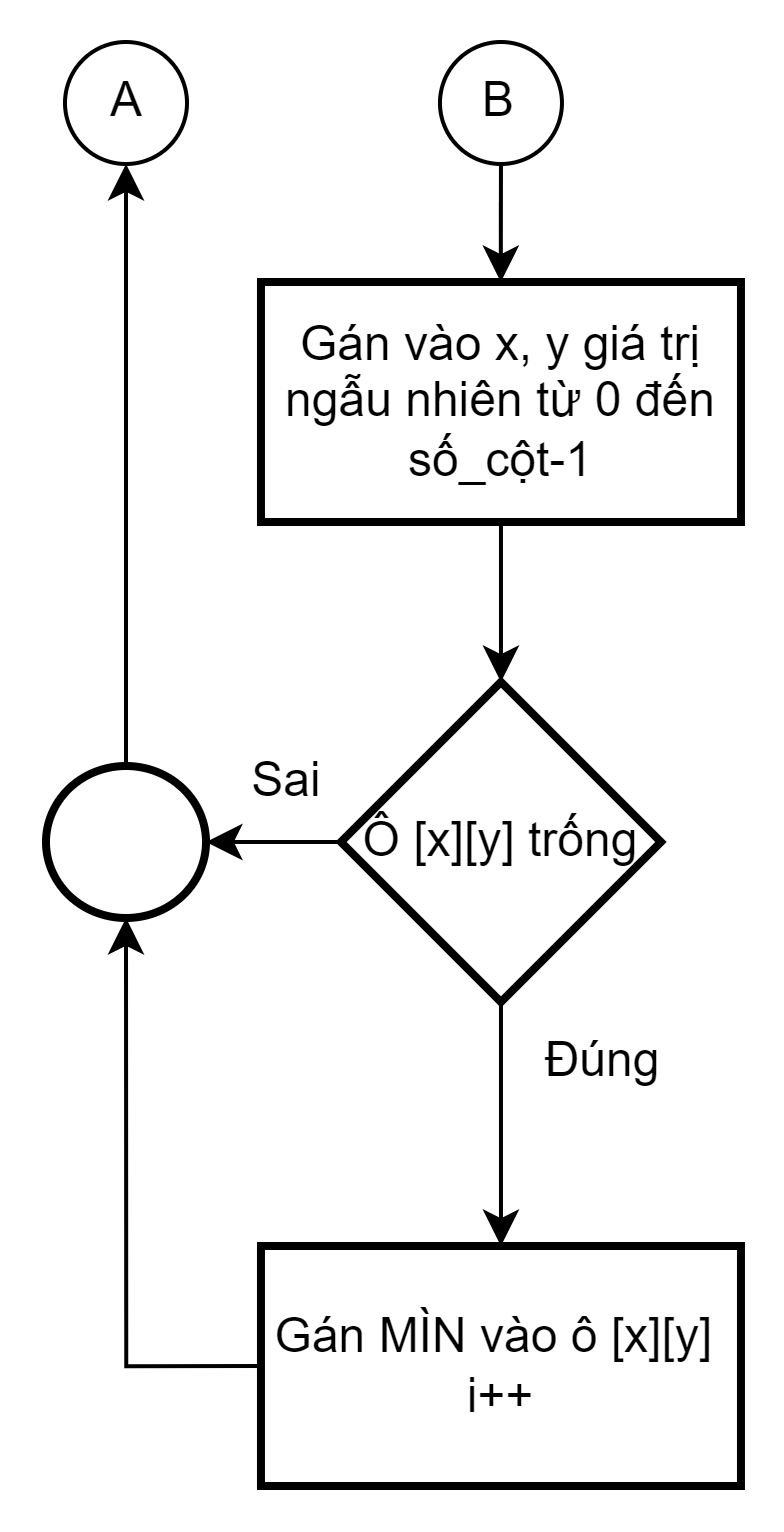 A
B
Gán vào x, y giá trị
ngẫu nhiên từ 0 đến
số_cột-1
Sai
Ô [x][y] trống
Đúng
Gán MÌN vào ô [x][y]
i++